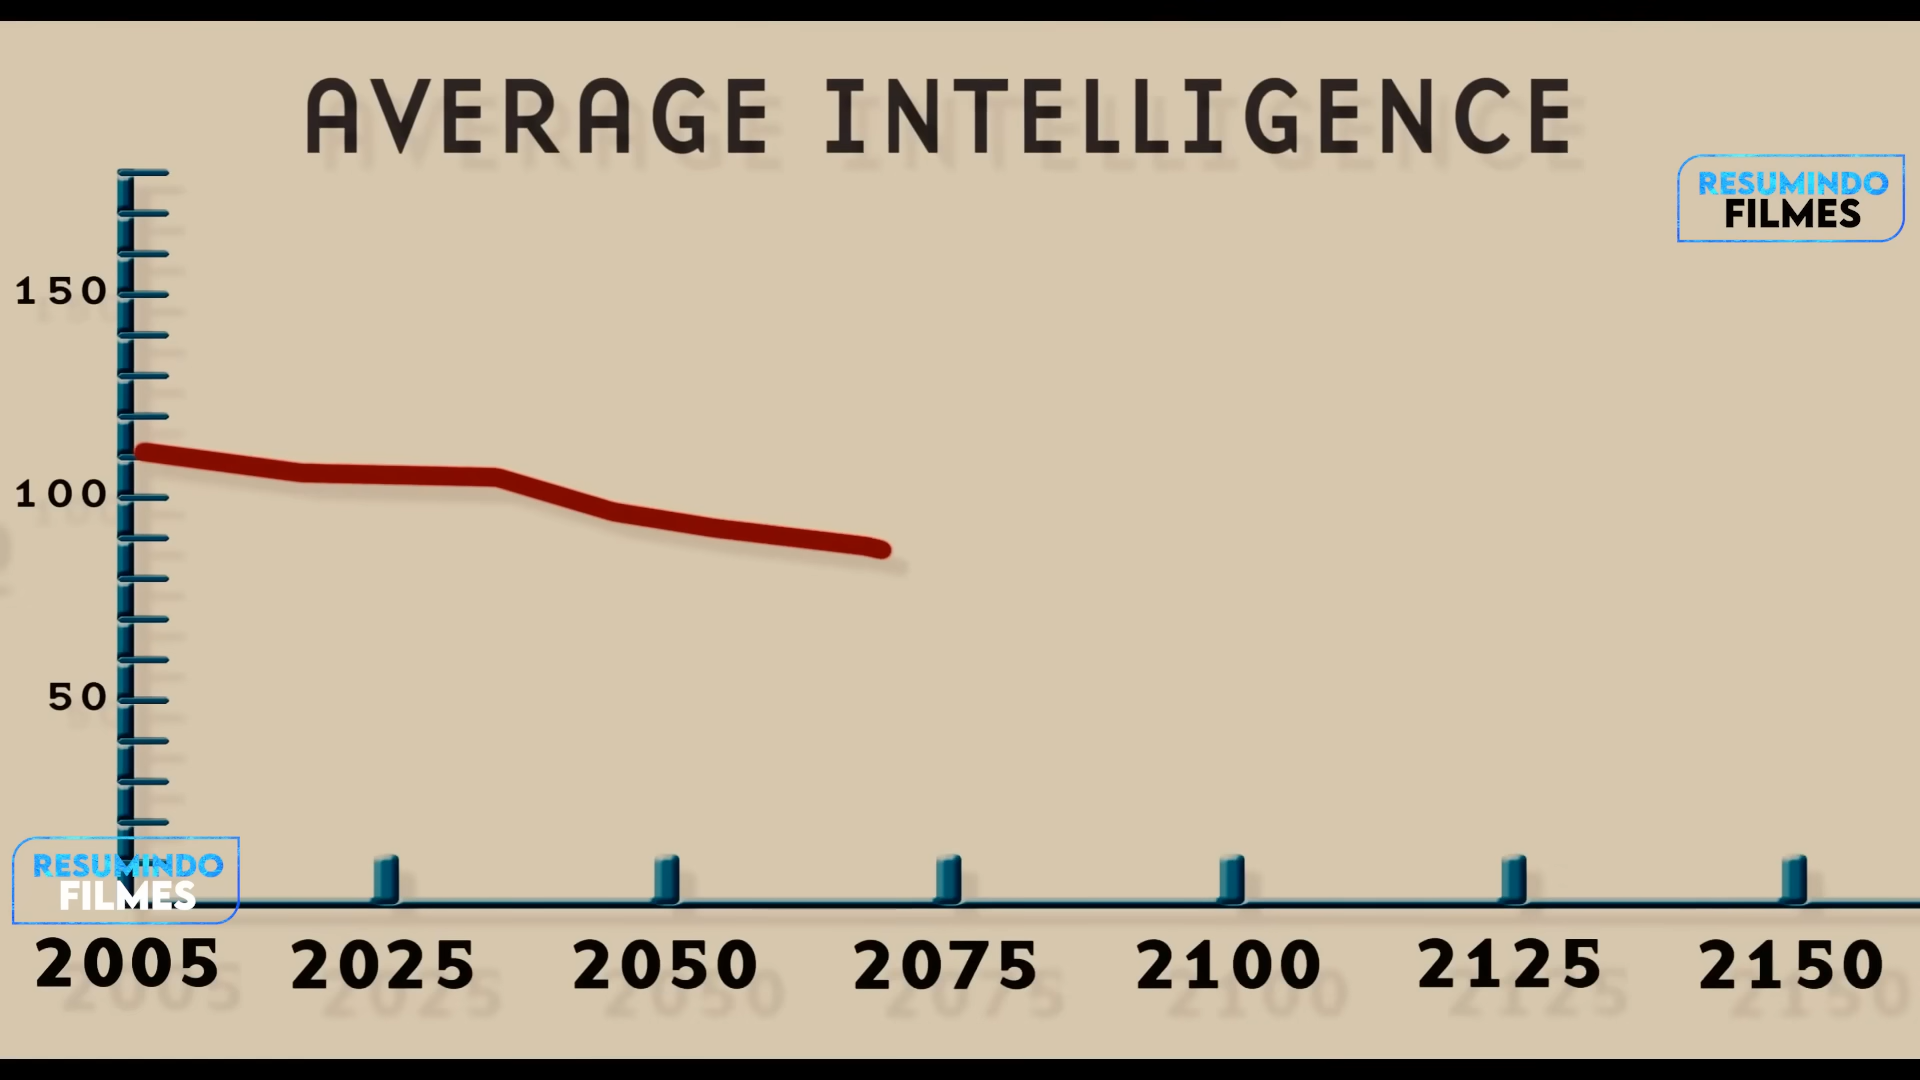 AVERAGE INTELLIGENCE
RESUMINDO
FILMES
150
100
50
RESUMINDO
FILMES
2005 2025 2050 2075 2100 2125 2150